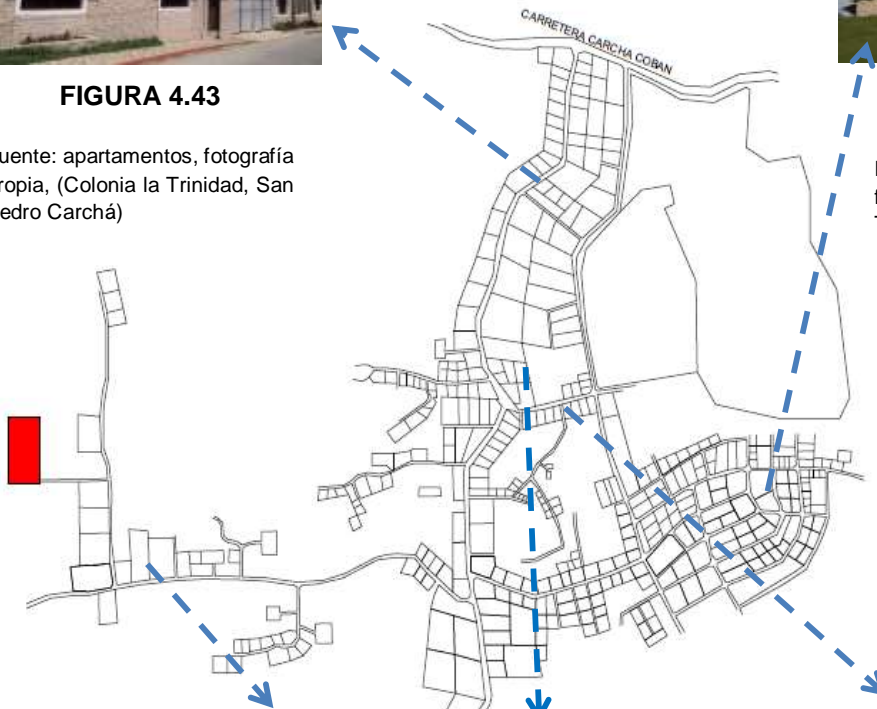 CARRETERA CARCHA COBAN
FIGURA 4.43
uente: apartamentos, fotografía
ropia, (Colonia la Trinidad, San
edro Carchá)